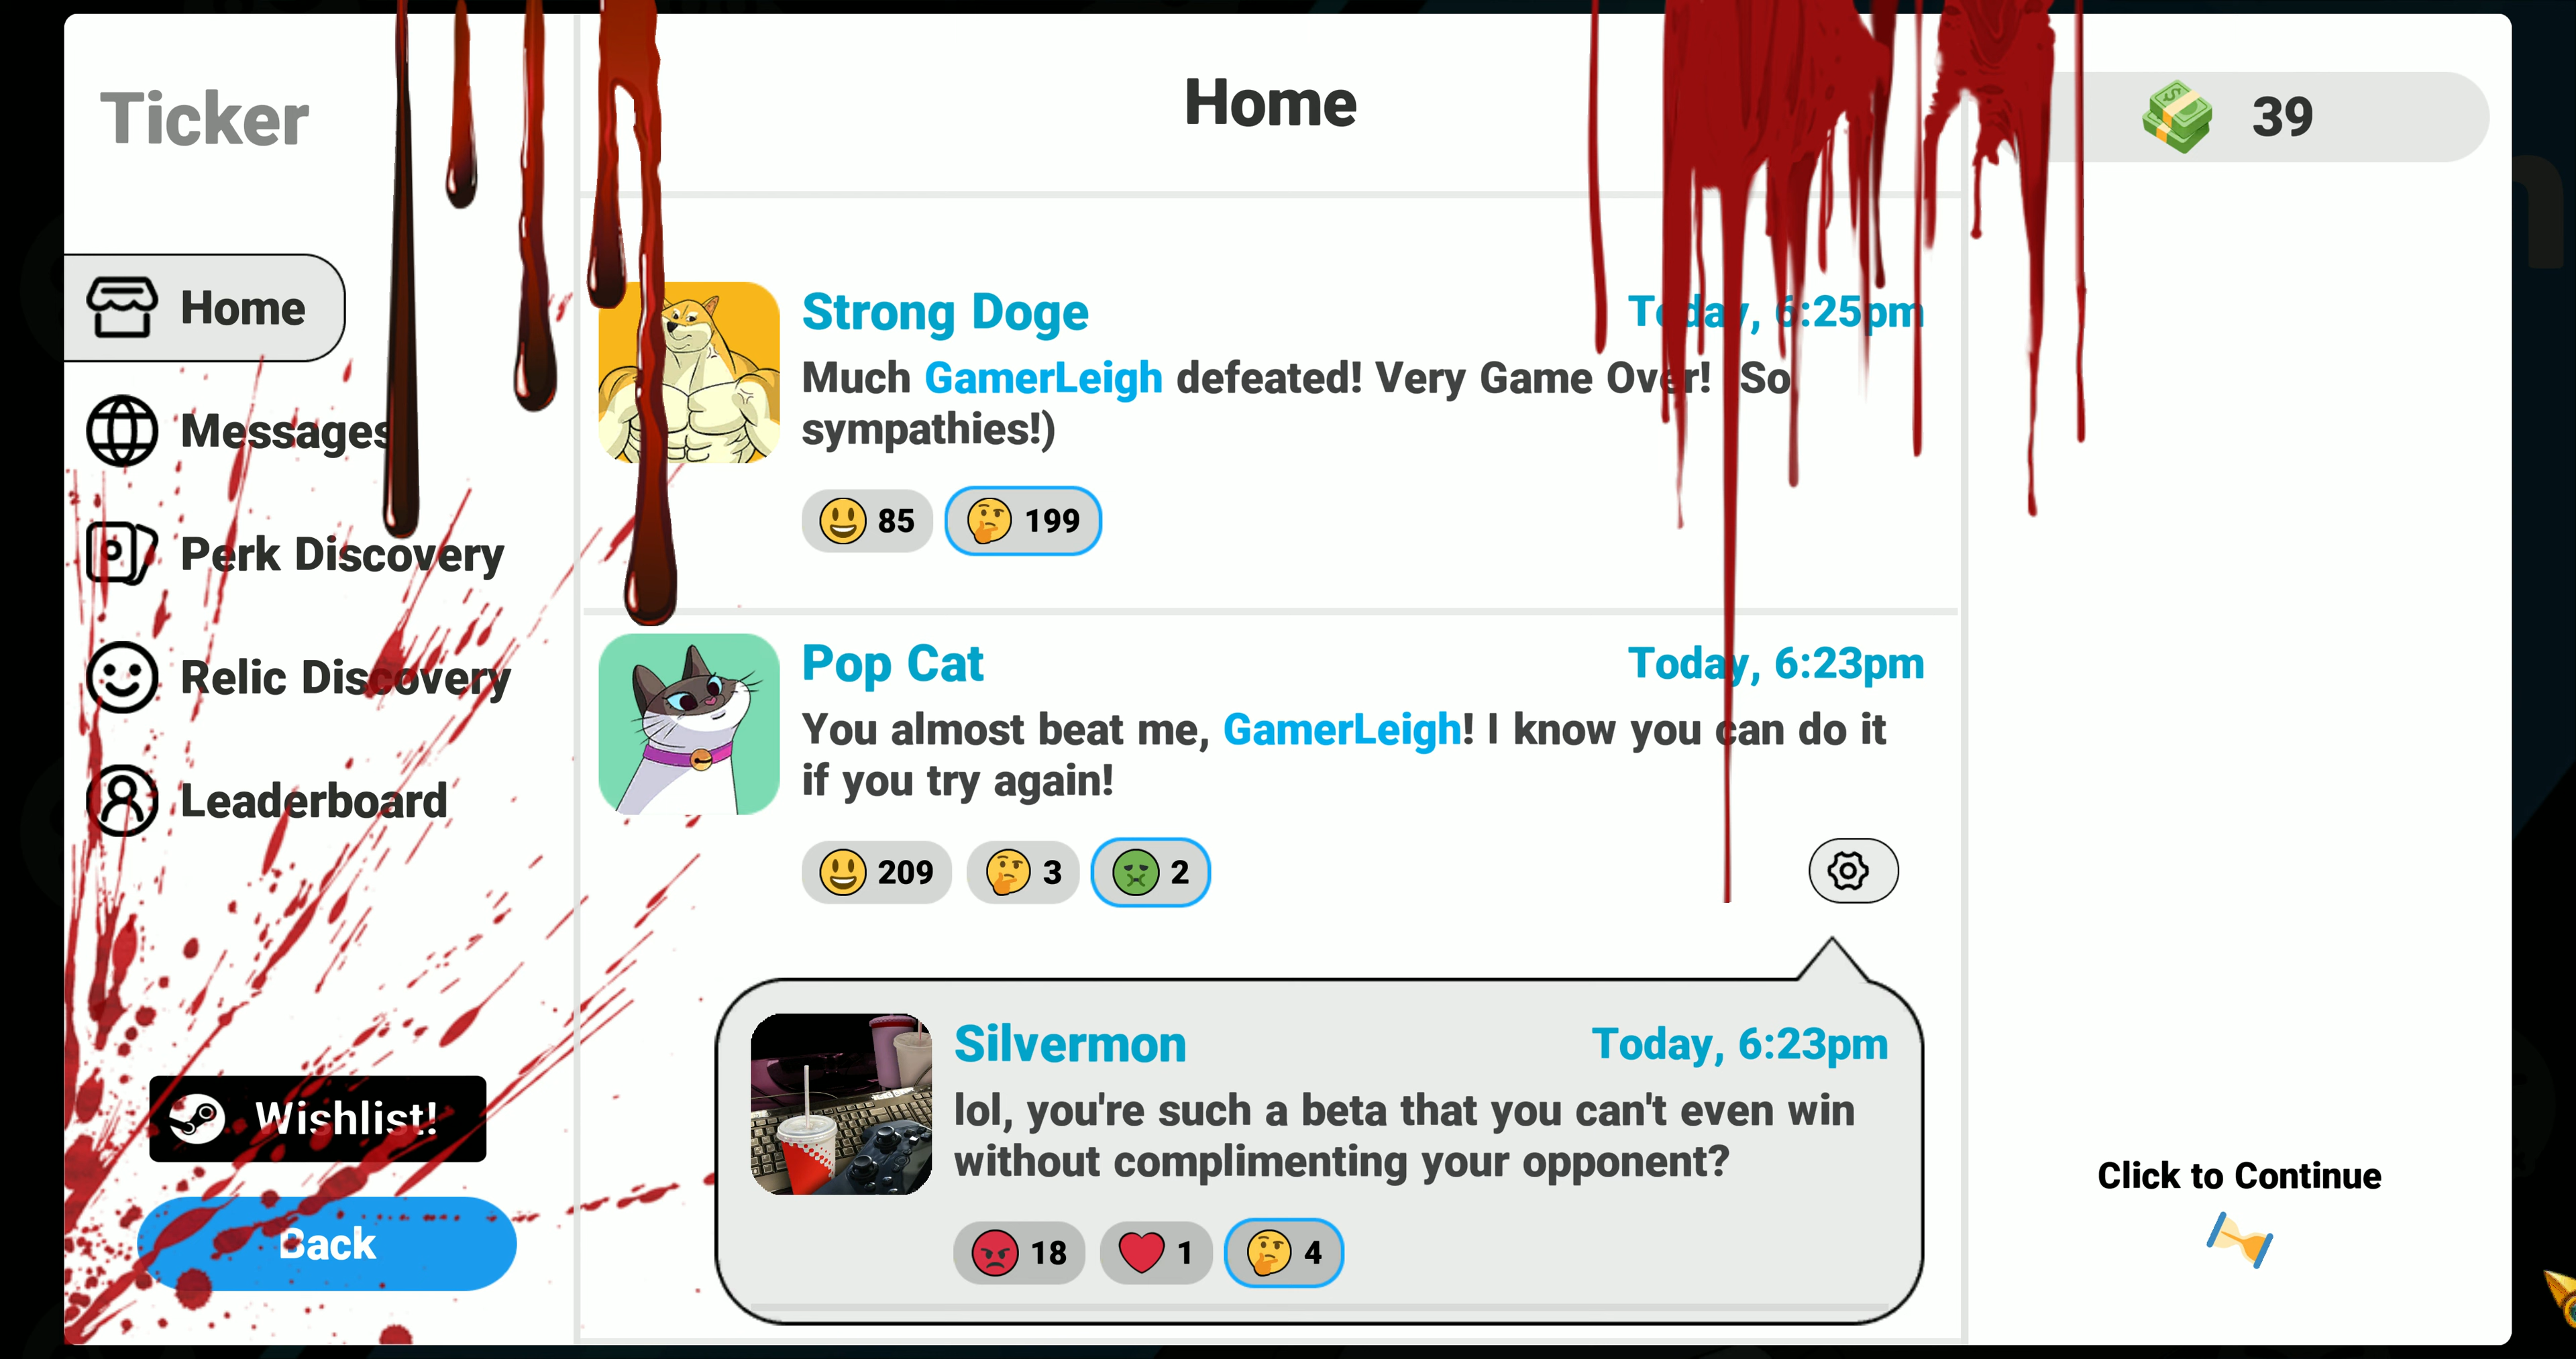 Ticker
Home
Messages
Perk Discovery
Relic Discovery
Leaderboard
Wishlist!
Back
Home
Strong Doge
Today, 6:25pm
Much GamerLeigh defeated! Very Game Over! (So
sympathies!)
85
199
Pop Cat
Today, 6:23pm
You almost beat me, GamerLeigh! I know you can do it
if you try again!
209
3
2
Silvermon
Today, 6:23pm
lol, you're such a beta that you can't even win
without complimenting your opponent?
18
1
4
39
Click to Continue